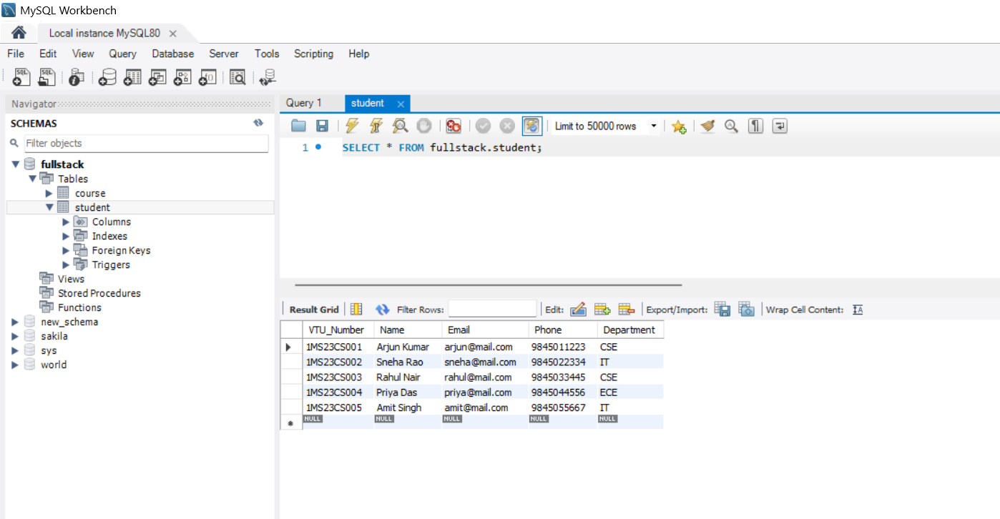 MySQL Workbench
Local instance MySQL80
File Edit View Query Database Server Tools Scripting Help
SQL SQL
Navigator
SCHEMAS
Filter objects
fullstack
Tables
course
student
Columns
Indexes
Foreign Keys
Triggers
Views
Stored Procedures
Functions
new_schema
sakila
sys
world
Query 1 student
Limit to 50000 rows
1 SELECT * FROM fullstack.student;
Result Grid Filter Rows: Edit: Export/Import: Wrap Cell Content: IA
VTU_Number Name Email Phone Department
1MS23CS001 Arjun Kumar arjun@mail.com 9845011223 CSE
1MS23CS002 Sneha Rao sneha@mail.com 9845022334 IT
1MS23CS003 Rahul Nair rahul@mail.com 9845033445 CSE
1MS23CS004 Priya Das priya@mail.com 9845044556 ECE
1MS23CS005 Amit Singh amit@mail.com 9845055667 IT
NULL NULL NULL NULL NULL